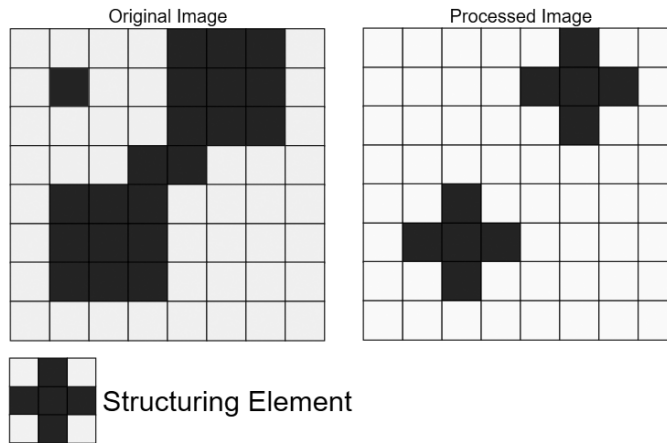 Original Image
Processed Image
Structuring Element